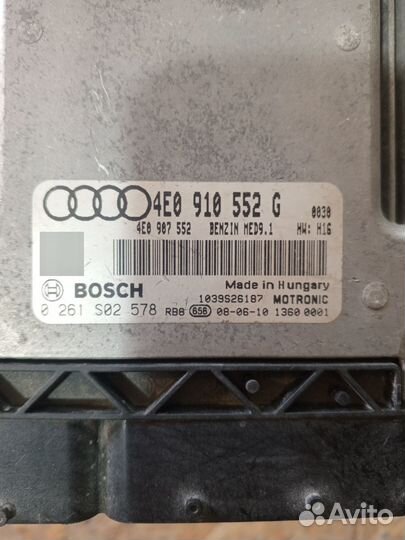 4E0 910 552 G 0030
4E0 907 552 BENZIN MED9.1 HW: H16
BOSCH
Made in Hungary
1039S26187 MOTRONIC
0 261 S02 578 RB8 658 08-06-10 1360 0001
Avito